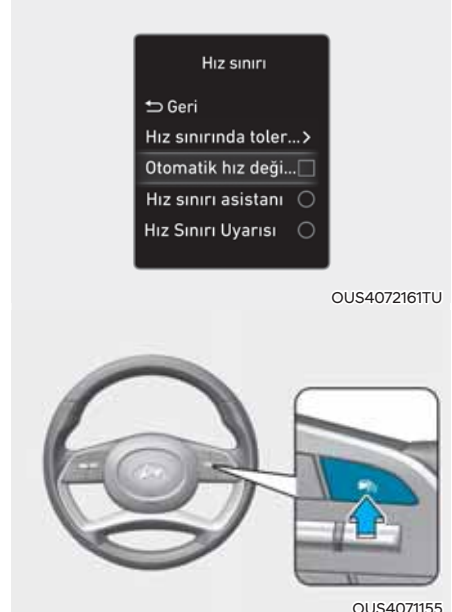 Hız sınırı
Geri
Hız sınırında toler...
Otomatik hız deği...
Hız sınırı asistanı
Hız Sınırı Uyarısı
OUS4072161TU
OUS4071155